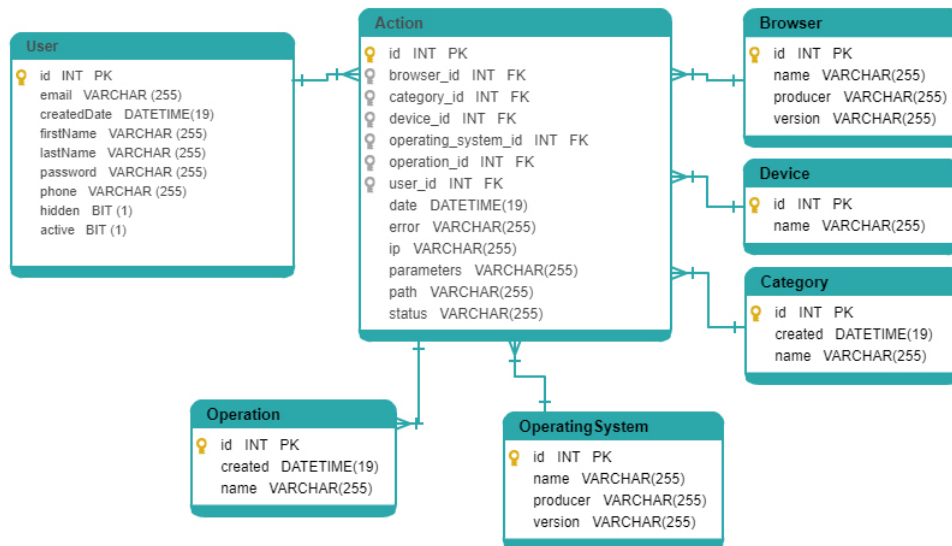 User
id INT PK
email VARCHAR (255)
createdDate DATETIME(19)
firstName VARCHAR (255)
lastName VARCHAR (255)
password VARCHAR (255)
phone VARCHAR (255)
hidden BIT (1)
active BIT (1)
Action
id INT PK
browser_id INT FK
category_id INT FK
device_id INT FK
operating_system_id INT FK
operation_id INT FK
user_id INT FK
date DATETIME(19)
error VARCHAR(255)
ip VARCHAR(255)
parameters VARCHAR(255)
path VARCHAR(255)
status VARCHAR(255)
Browser
id INT PK
name VARCHAR(255)
producer VARCHAR(255)
version VARCHAR(255)
Device
id INT PK
name VARCHAR(255)
Category
id INT PK
created DATETIME(19)
name VARCHAR(255)
Operation
id INT PK
created DATETIME(19)
name VARCHAR(255)
OperatingSystem
id INT PK
name VARCHAR(255)
producer VARCHAR(255)
version VARCHAR(255)